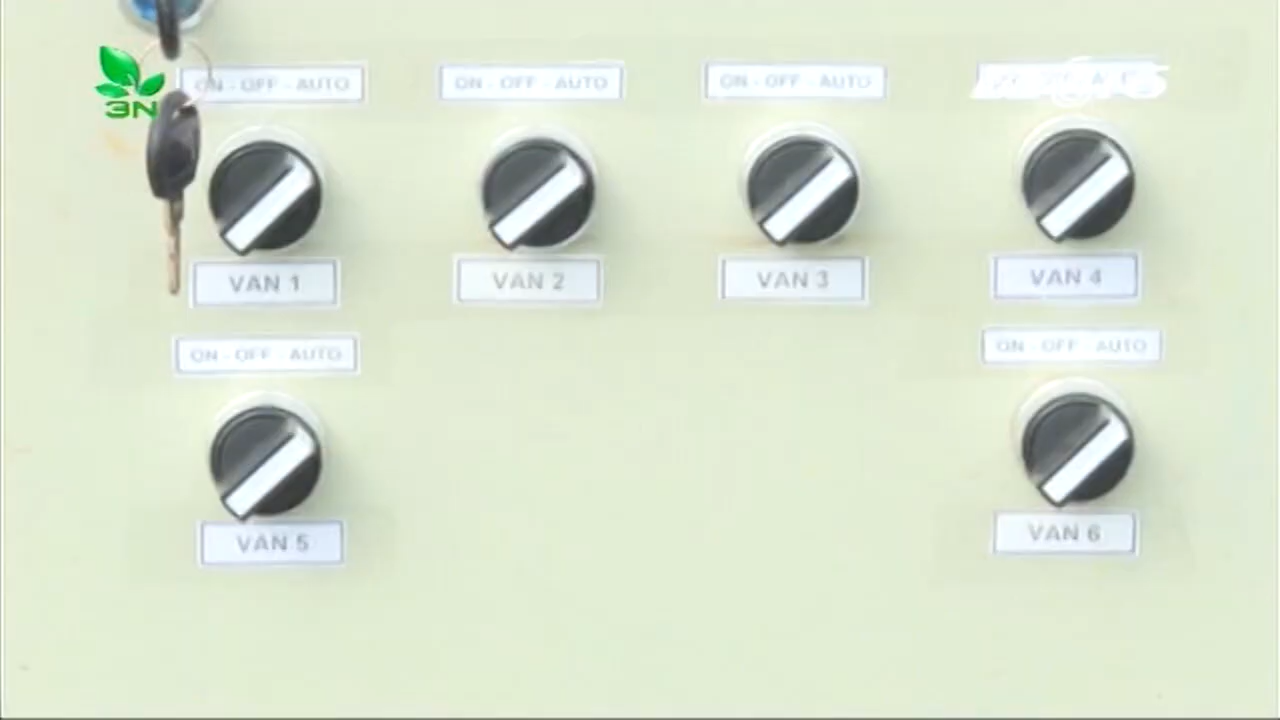 3N
ON - OFF - AUTO
ON - OFF - AUTO
ON - OFF - AUTO
VAN 1
VAN 2
VAN 3
VAN 4
ON - OFF - AUTO
ON - OFF - AUTO
VAN 5
VAN 6